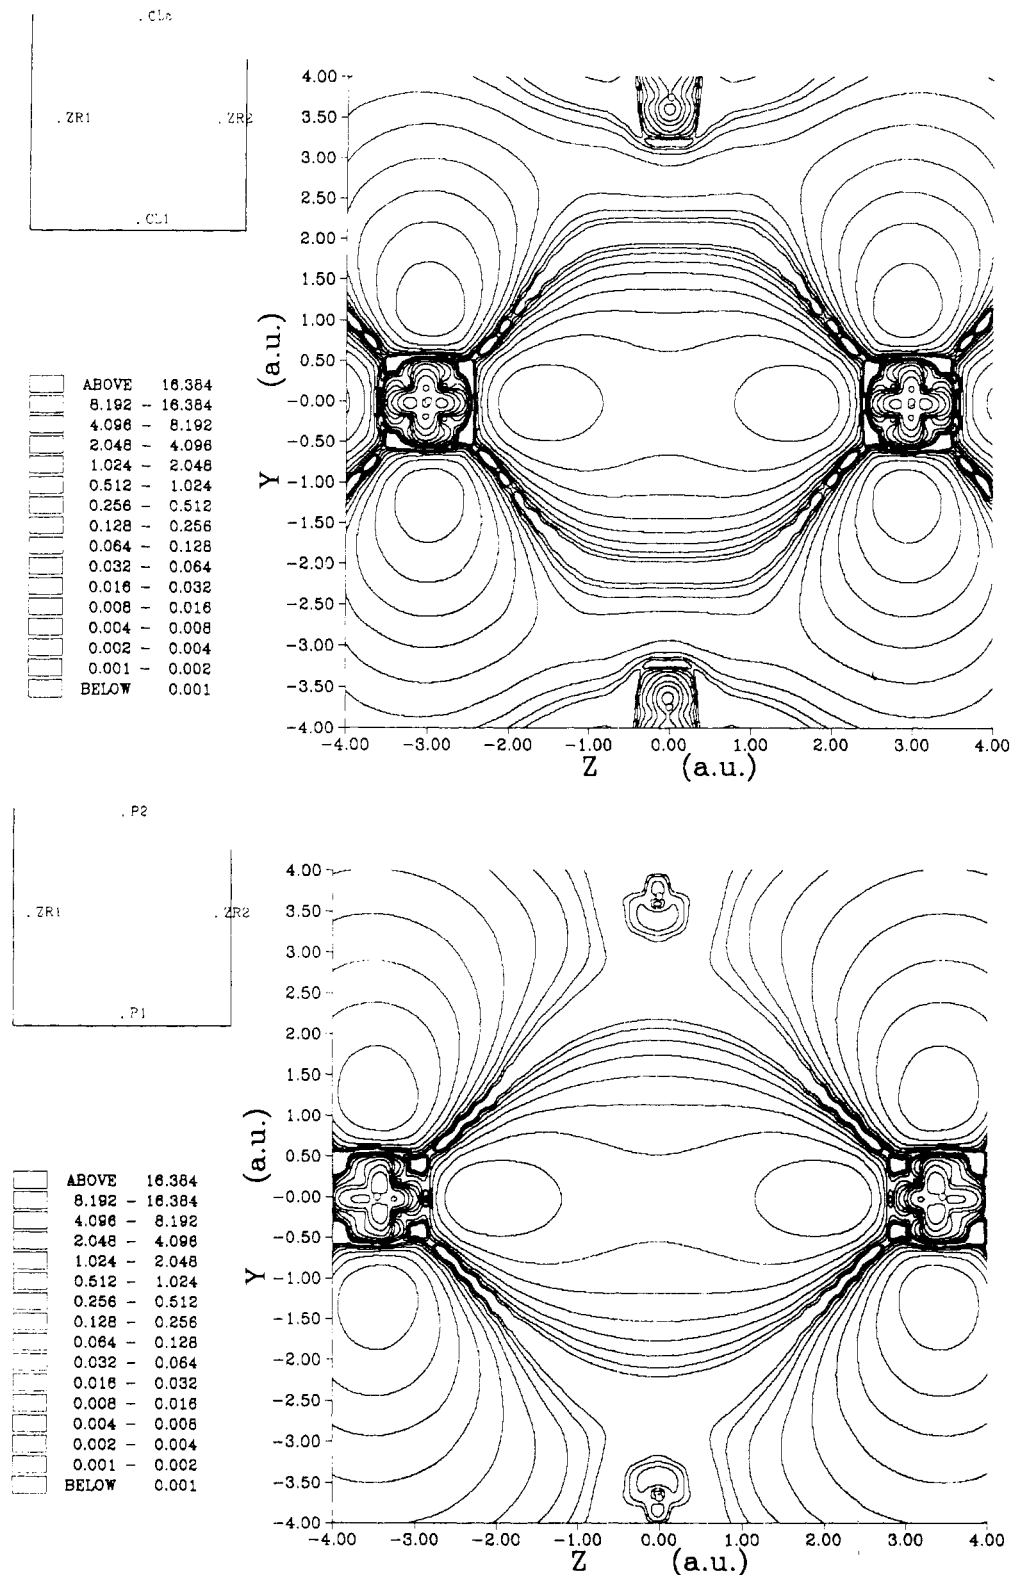 . CL2
. ZR1
. ZR2
. CL1
ABOVE 16.384
8.192 - 16.384
4.096 - 8.192
2.048 - 4.096
1.024 - 2.048
0.512 - 1.024
0.256 - 0.512
0.128 - 0.256
0.064 - 0.128
0.032 - 0.064
0.016 - 0.032
0.008 - 0.016
0.004 - 0.008
0.002 - 0.004
0.001 - 0.002
BELOW 0.001
4.00
3.50
3.00
2.50
2.00
1.50
1.00
0.50
-0.00
-0.50
-1.00
-1.50
-2.00
-2.50
-3.00
-3.50
-4.00
Y (a.u.)
-4.00 -3.00 -2.00 -1.00 0.00 1.00 2.00 3.00 4.00
Z (a.u.)
. P2
. ZR1
. ZR2
. P1
ABOVE 16.384
8.192 - 16.384
4.096 - 8.192
2.048 - 4.096
1.024 - 2.048
0.512 - 1.024
0.256 - 0.512
0.128 - 0.256
0.064 - 0.128
0.032 - 0.064
0.016 - 0.032
0.008 - 0.016
0.004 - 0.008
0.002 - 0.004
0.001 - 0.002
BELOW 0.001
4.00
3.50
3.00
2.50
2.00
1.50
1.00
0.50
-0.00
-0.50
-1.00
-1.50
-2.00
-2.50
-3.00
-3.50
-4.00
Y (a.u.)
-4.00 -3.00 -2.00 -1.00 0.00 1.00 2.00 3.00 4.00
Z (a.u.)